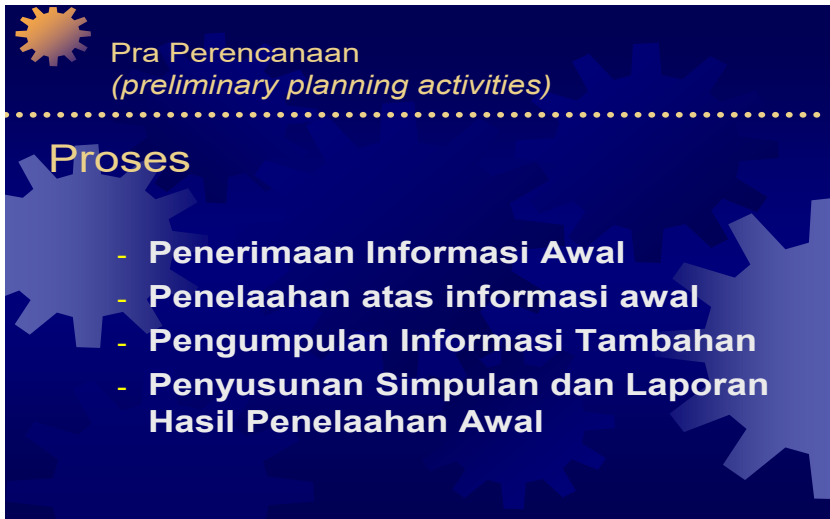 Pra Perencanaan
(preliminary planning activities)
Proses
- Penerimaan Informasi Awal
- Penelaahan atas informasi awal
- Pengumpulan Informasi Tambahan
- Penyusunan Simpulan dan Laporan
Hasil Penelaahan Awal